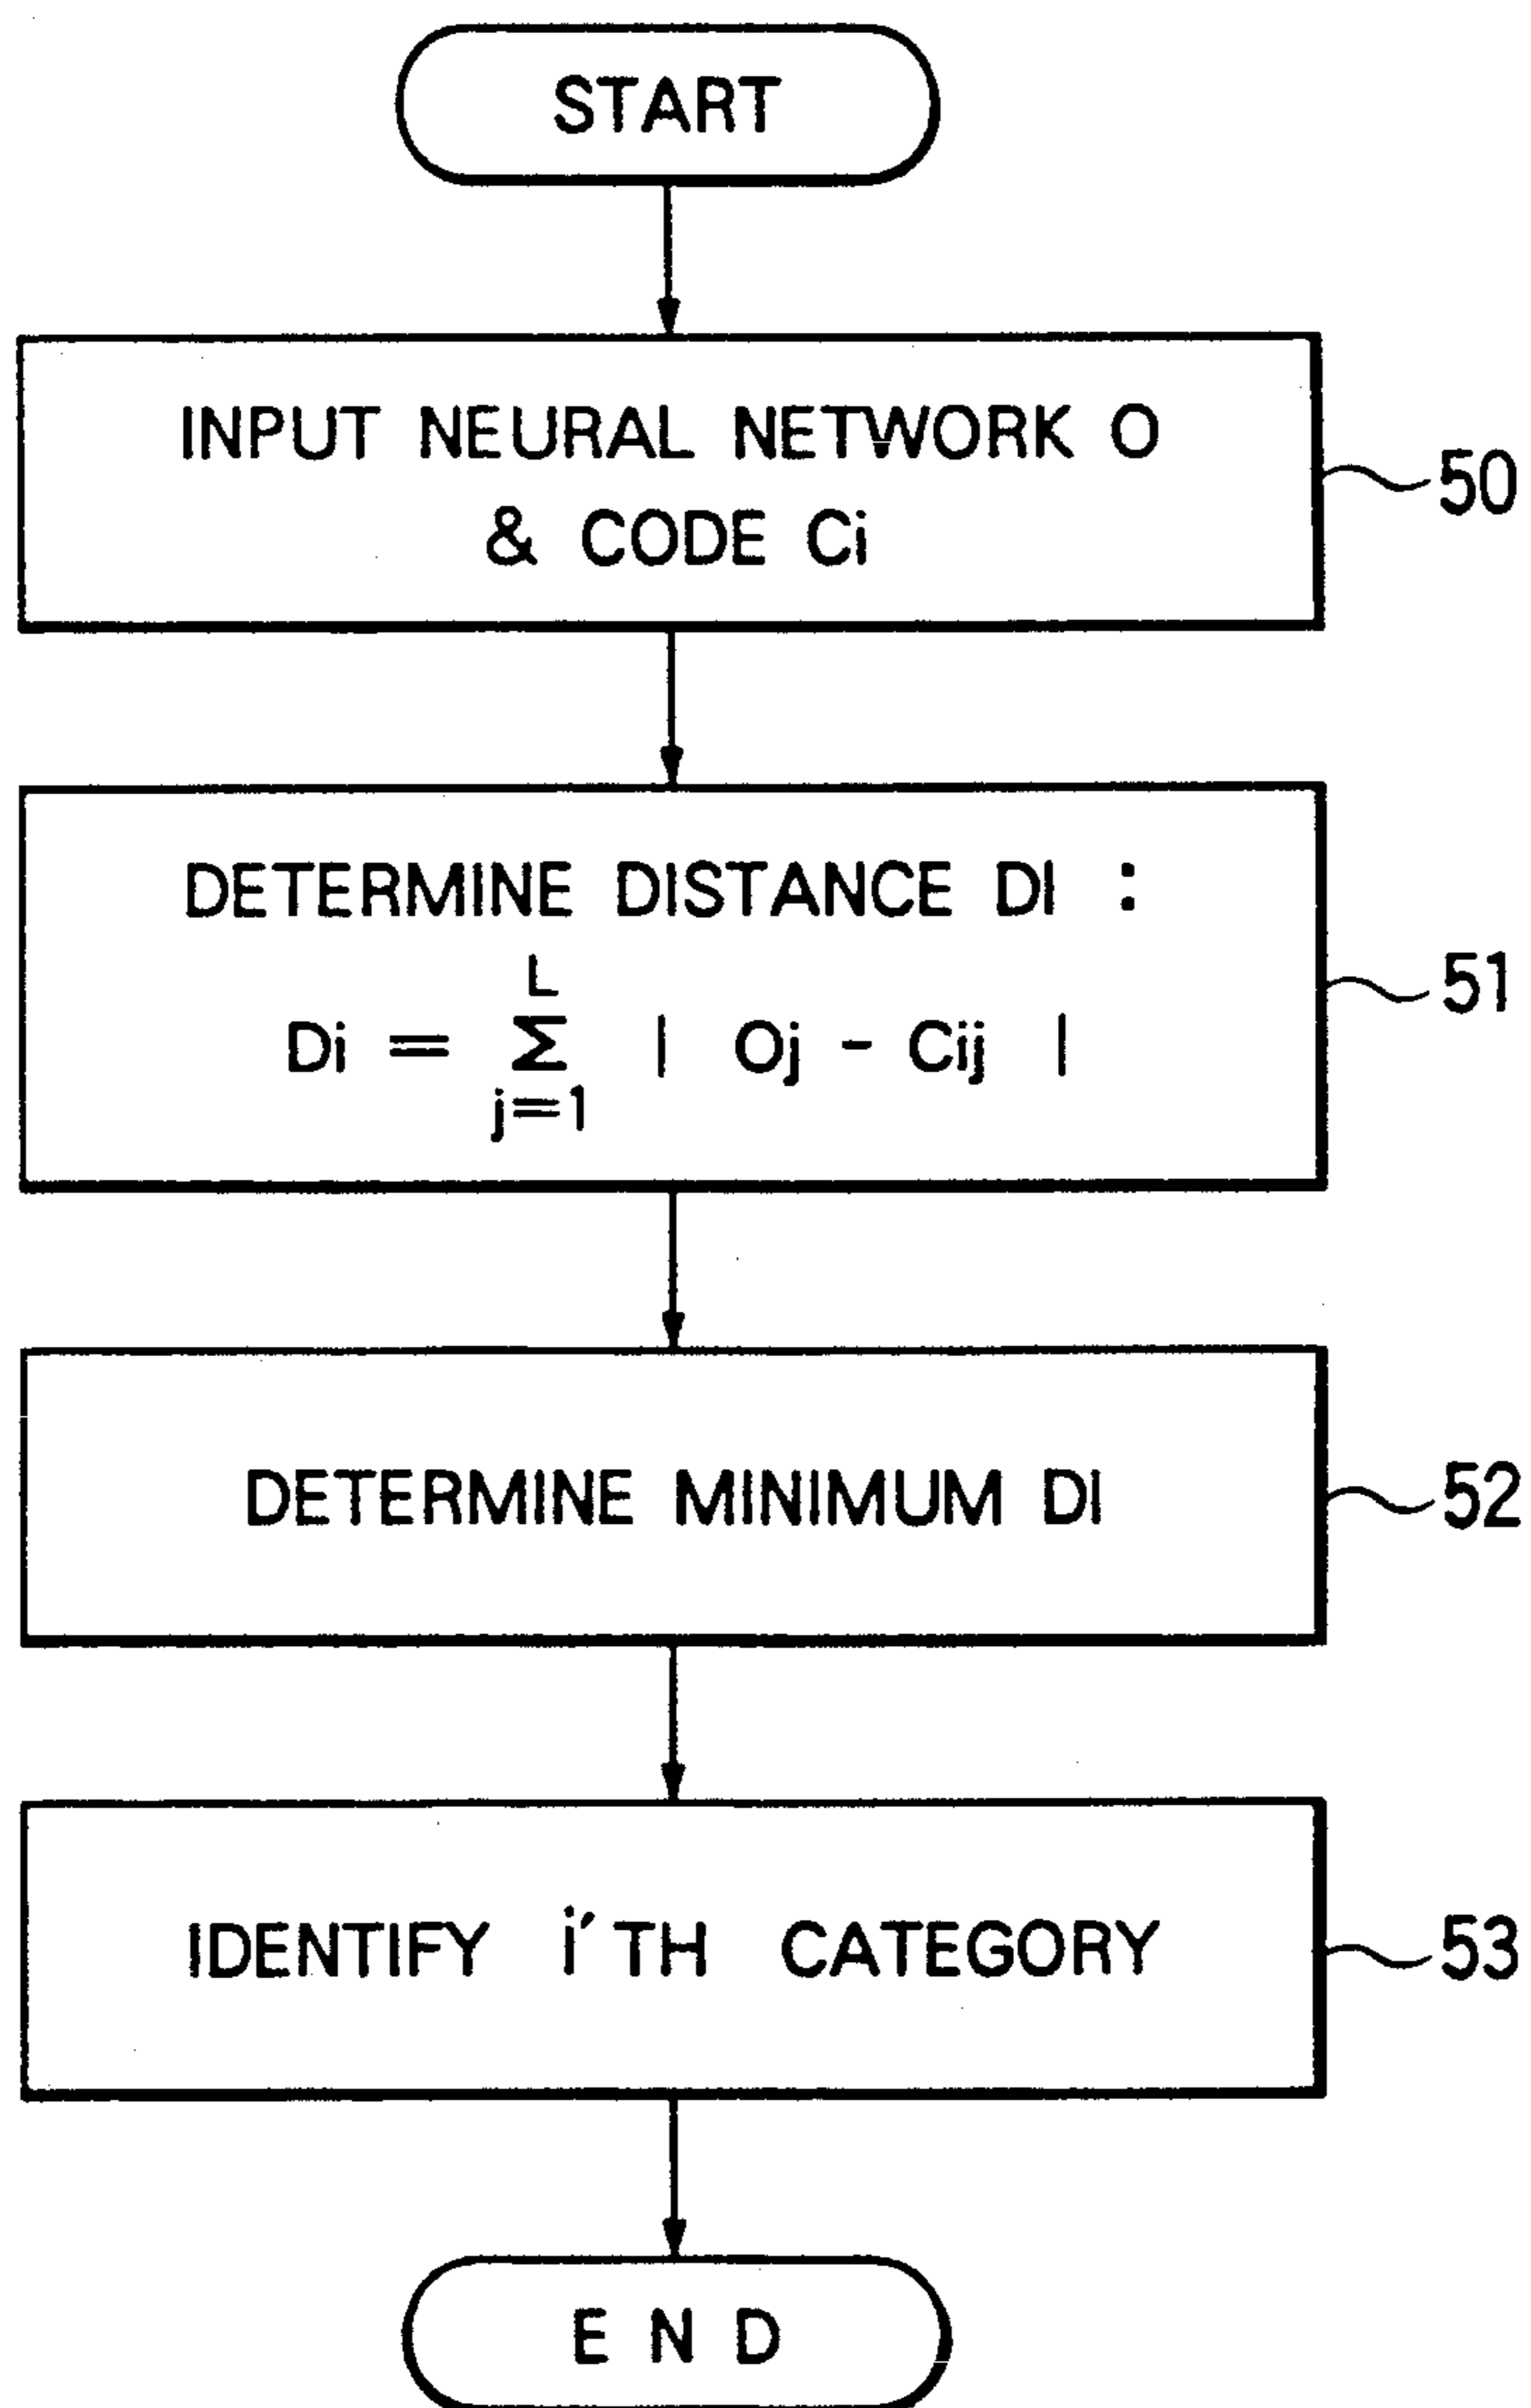 START
INPUT NEURAL NETWORK O
& CODE Ci
50
DETERMINE DISTANCE DI :
L
Di = Σ | Oj - Cij |
j=1
51
DETERMINE MINIMUM DI
52
IDENTIFY i'TH CATEGORY
53
E N D